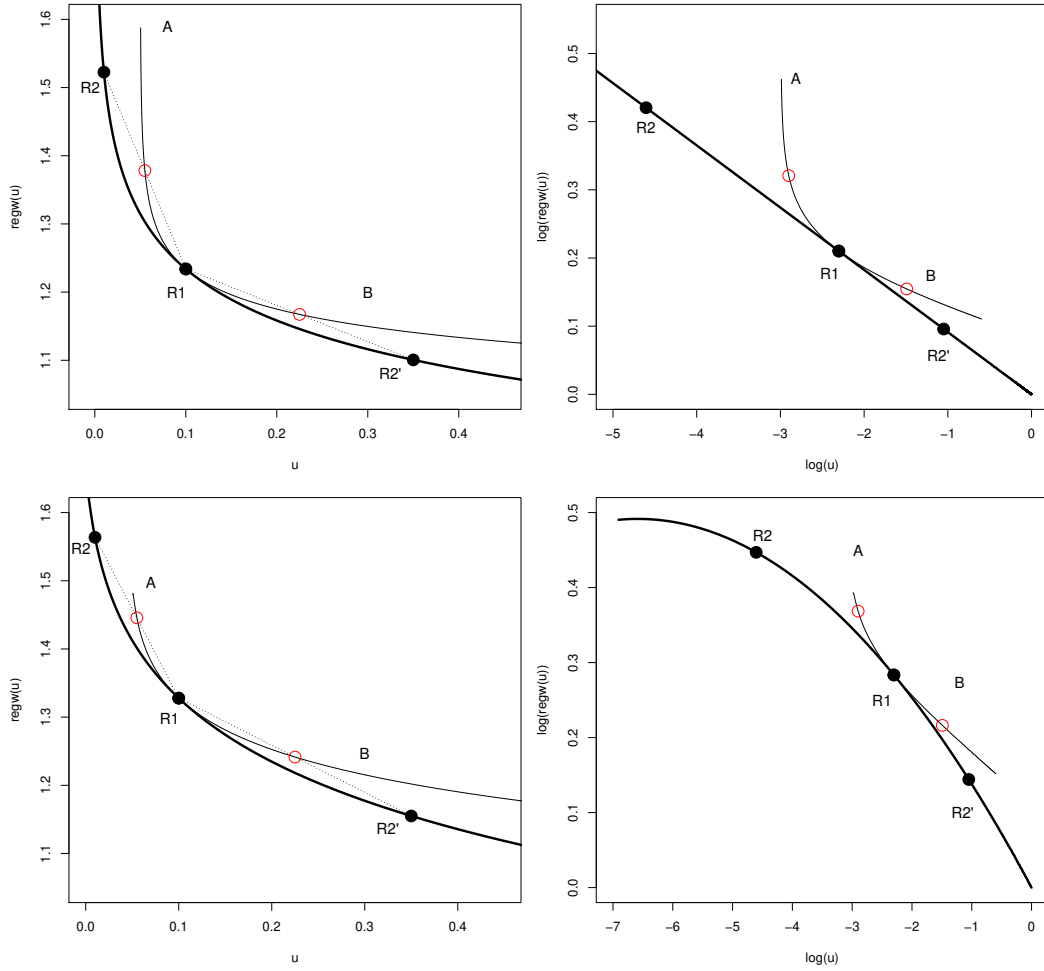 A
R2
R1
B
R2'
1.6
1.5
1.4
1.3
1.2
1.1
regw(u)
0.0 0.1 0.2 0.3 0.4
u
A
R2
R1
B
R2'
0.5
0.4
0.3
0.2
0.1
0.0
log(regw(u))
−5 −4 −3 −2 −1 0
log(u)
R2
A
R1
B
R2'
1.6
1.5
1.4
1.3
1.2
1.1
regw(u)
0.0 0.1 0.2 0.3 0.4
u
R2
A
R1
B
R2'
0.5
0.4
0.3
0.2
0.1
0.0
log(regw(u))
−7 −6 −5 −4 −3 −2 −1 0
log(u)